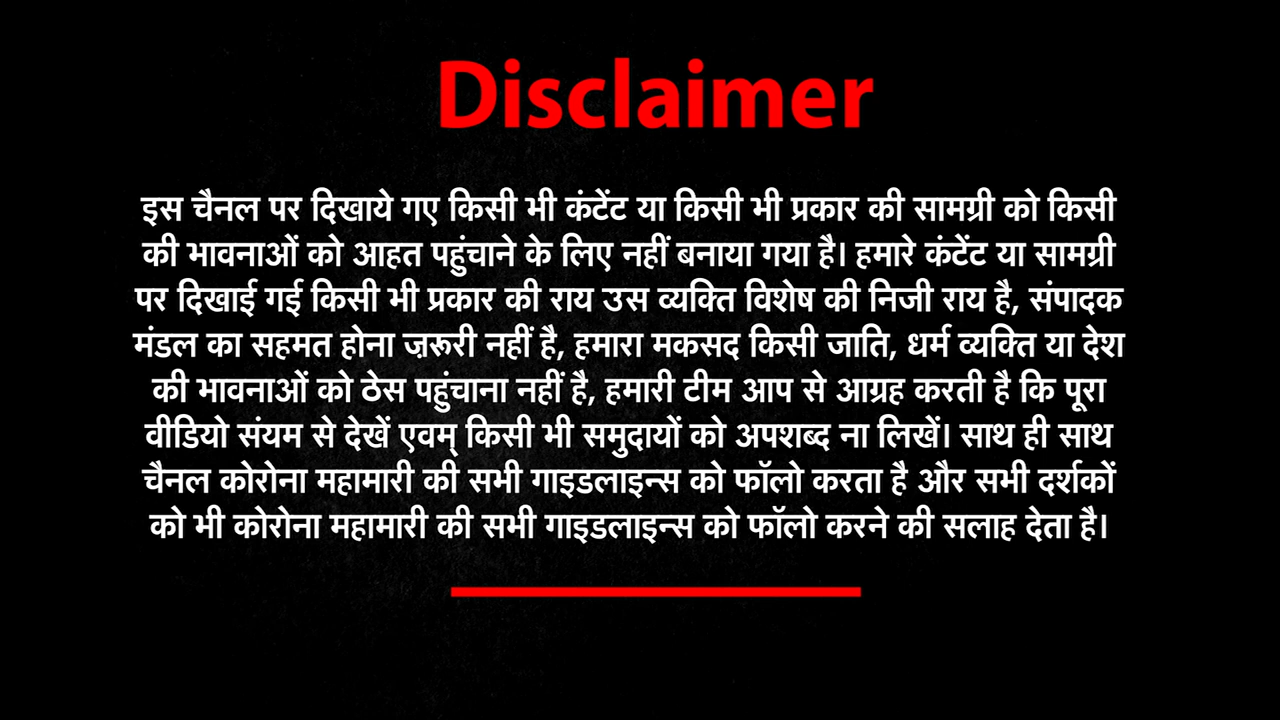 Disclaimer
इस चैनल पर दिखाये गए किसी भी कंटेंट या किसी भी प्रकार की सामग्री को किसी
की भावनाओं को आहत पहुंचाने के लिए नहीं बनाया गया है। हमारे कंटेंट या सामग्री
पर दिखाई गई किसी भी प्रकार की राय उस व्यक्ति विशेष की निजी राय है, संपादक
मंडल का सहमत होना ज़रूरी नहीं है, हमारा मकसद किसी जाति, धर्म व्यक्ति या देश
की भावनाओं को ठेस पहुंचाना नहीं है, हमारी टीम आप से आग्रह करती है कि पूरा
वीडियो संयम से देखें एवम् किसी भी समुदायों को अपशब्द ना लिखें। साथ ही साथ
चैनल कोरोना महामारी की सभी गाइडलाइन्स को फॉलो करता है और सभी दर्शकों
को भी कोरोना महामारी की सभी गाइडलाइन्स को फॉलो करने की सलाह देता है।